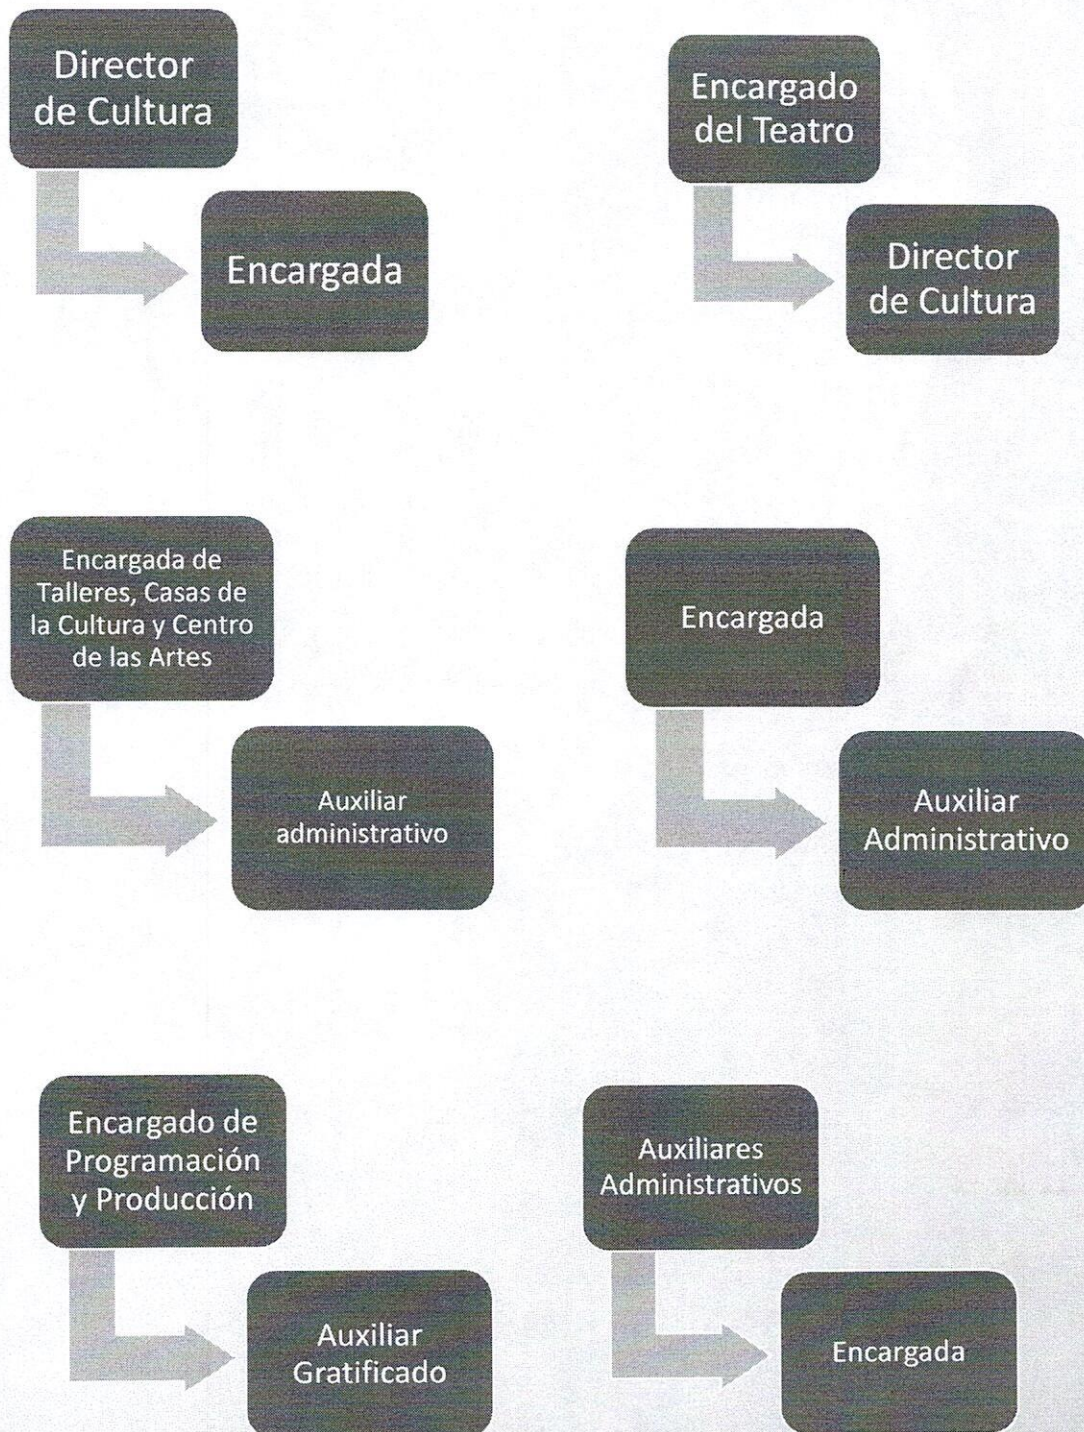 Director
de Cultura
Encargada
Encargado
del Teatro
Director
de Cultura
Encargada de
Talleres, Casas de
la Cultura y Centro
de las Artes
Auxiliar
administrativo
Encargada
Auxiliar
Administrativo
Encargado de
Programación
y Producción
Auxiliar
Gratificado
Auxiliares
Administrativos
Encargada